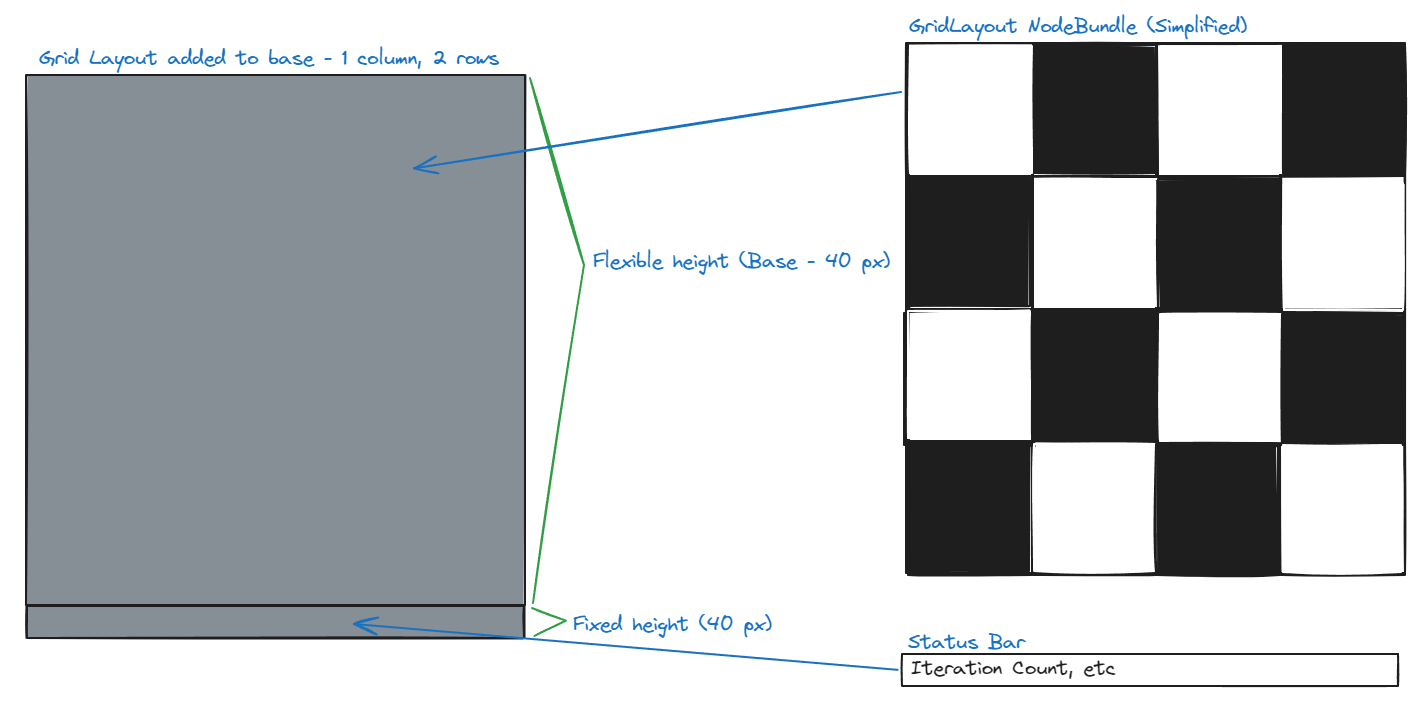 GridLayout NodeBundle (Simplified)
Grid Layout added to base - 1 column, 2 rows
Flexible height (Base - 40 px)
Fixed height (40 px)
Status Bar
Iteration Count, etc